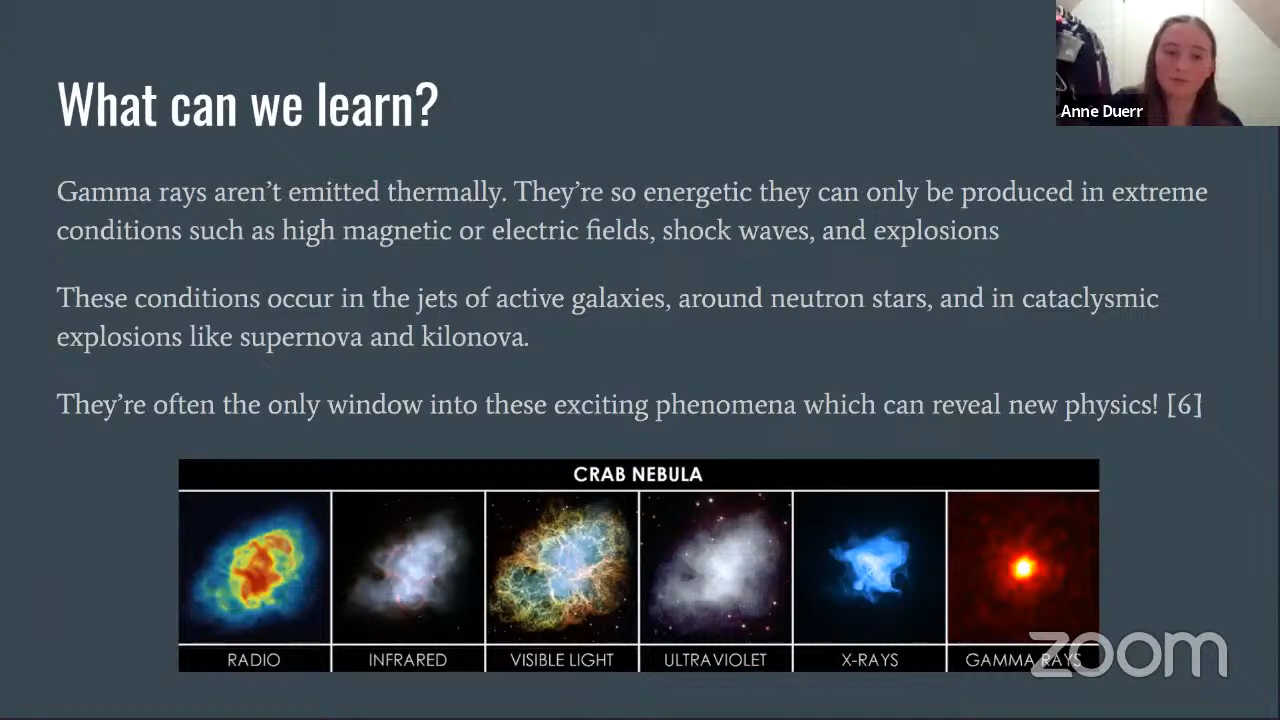 What can we learn?
Anne Duerr
Gamma rays aren't emitted thermally. They're so energetic they can only be produced in extreme
conditions such as high magnetic or electric fields, shock waves, and explosions
These conditions occur in the jets of active galaxies, around neutron stars, and in cataclysmic
explosions like supernova and kilonova.
They're often the only window into these exciting phenomena which can reveal new physics! [6]
CRAB NEBULA
RADIO
INFRARED
VISIBLE LIGHT
ULTRAVIOLET
X-RAYS
GAMMA RAYS
zoom